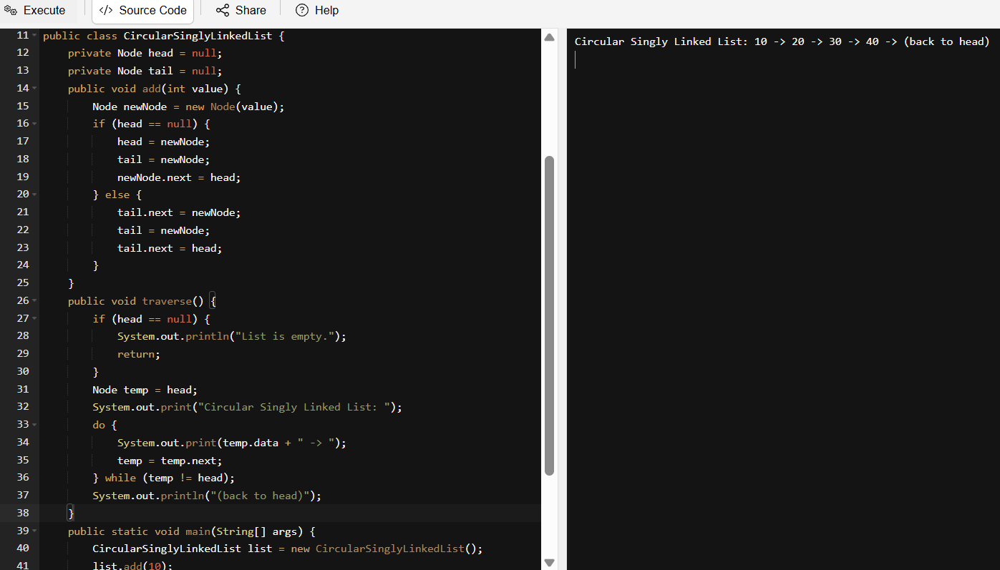 Execute
</> Source Code
Share
? Help
11 public class CircularSinglyLinkedList {
12     private Node head = null;
13     private Node tail = null;
14     public void add(int value) {
15         Node newNode = new Node(value);
16         if (head == null) {
17             head = newNode;
18             tail = newNode;
19             newNode.next = head;
20         } else {
21             tail.next = newNode;
22             tail = newNode;
23             tail.next = head;
24         }
25     }
26     public void traverse() {
27         if (head == null) {
28             System.out.println("List is empty.");
29             return;
30         }
31         Node temp = head;
32         System.out.print("Circular Singly Linked List: ");
33         do {
34             System.out.print(temp.data + " -> ");
35             temp = temp.next;
36         } while (temp != head);
37         System.out.println("(back to head)");
38     }
39     public static void main(String[] args) {
40         CircularSinglyLinkedList list = new CircularSinglyLinkedList();
41         list.add(10);
Circular Singly Linked List: 10 -> 20 -> 30 -> 40 -> (back to head)